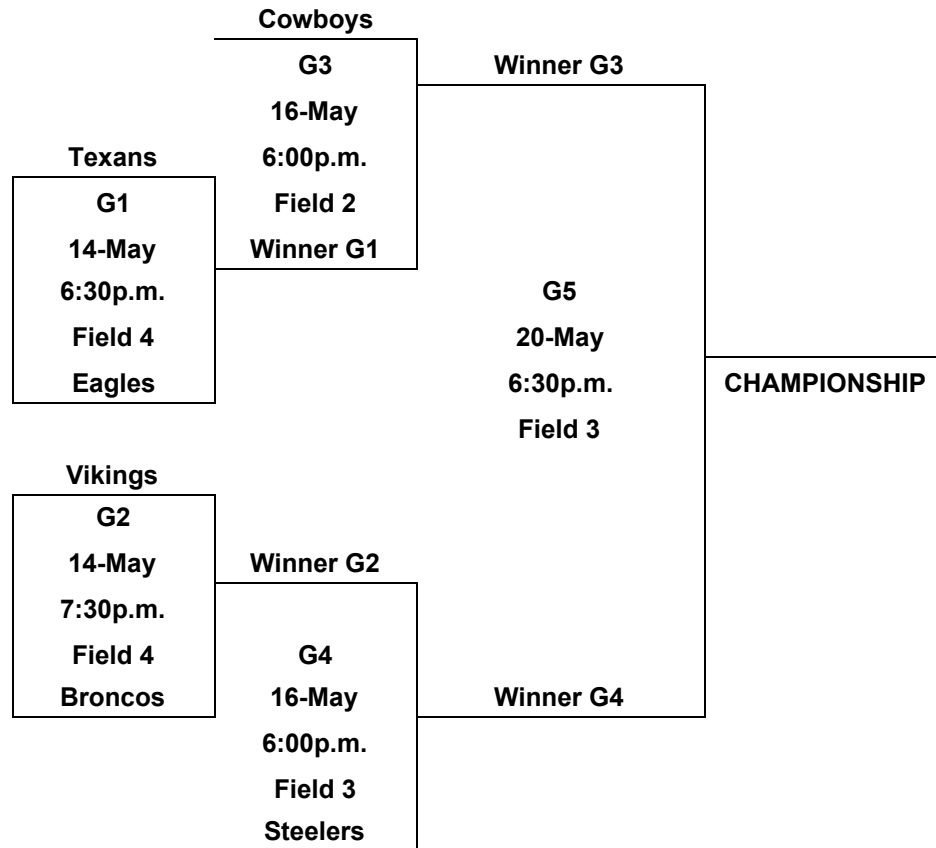 Cowboys
G3
16-May
6:00p.m.
Field 2
Winner G1
Winner G3
Texans
G1
14-May
6:30p.m.
Field 4
Eagles
G5
20-May
6:30p.m.
Field 3
CHAMPIONSHIP
Vikings
G2
14-May
7:30p.m.
Field 4
Broncos
Winner G2
G4
16-May
6:00p.m.
Field 3
Steelers
Winner G4